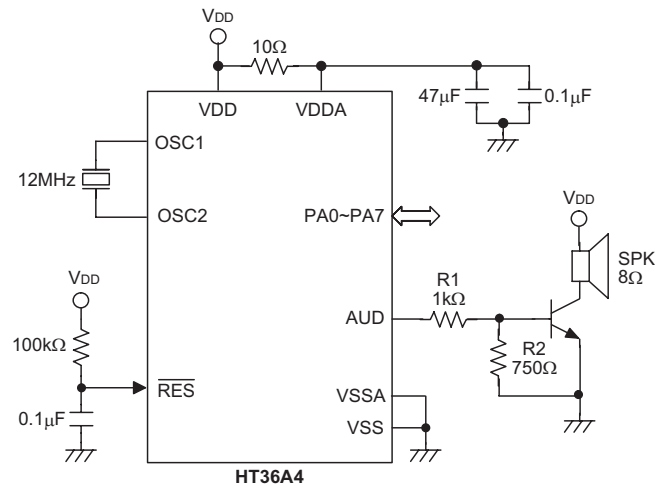 VDD
10Ω
VDD
VDDA
47μF
0.1μF
OSC1
12MHz
OSC2
PA0~PA7
VDD
SPK
8Ω
R1
1kΩ
AUD
R2
750Ω
VDD
100kΩ
RES
0.1μF
VSSA
VSS
HT36A4